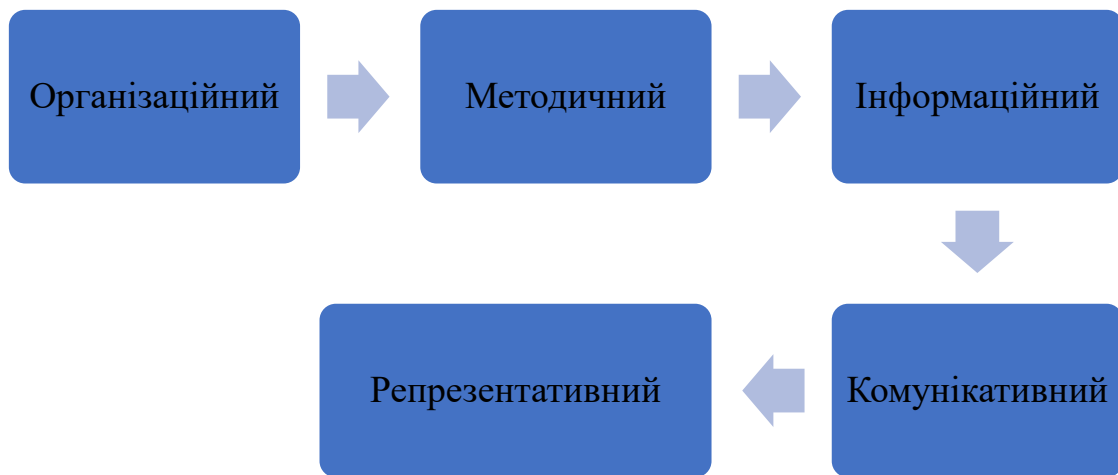 Організаційний
Методичний
Інформаційний
Комунікативний
Репрезентативний